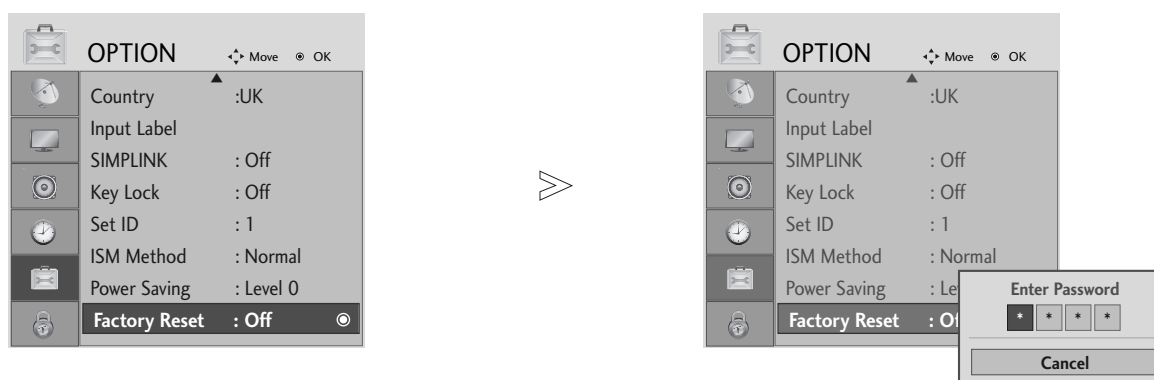 OPTION Move OK
Country :UK
Input Label
SIMPLINK : Off
Key Lock : Off
Set ID : 1
ISM Method : Normal
Power Saving : Level 0
Factory Reset : Off
OPTION Move OK
Country :UK
Input Label
SIMPLINK : Off
Key Lock : Off
Set ID : 1
ISM Method : Normal
Power Saving : Le
Factory Reset : Of
Enter Password
* * * *
Cancel